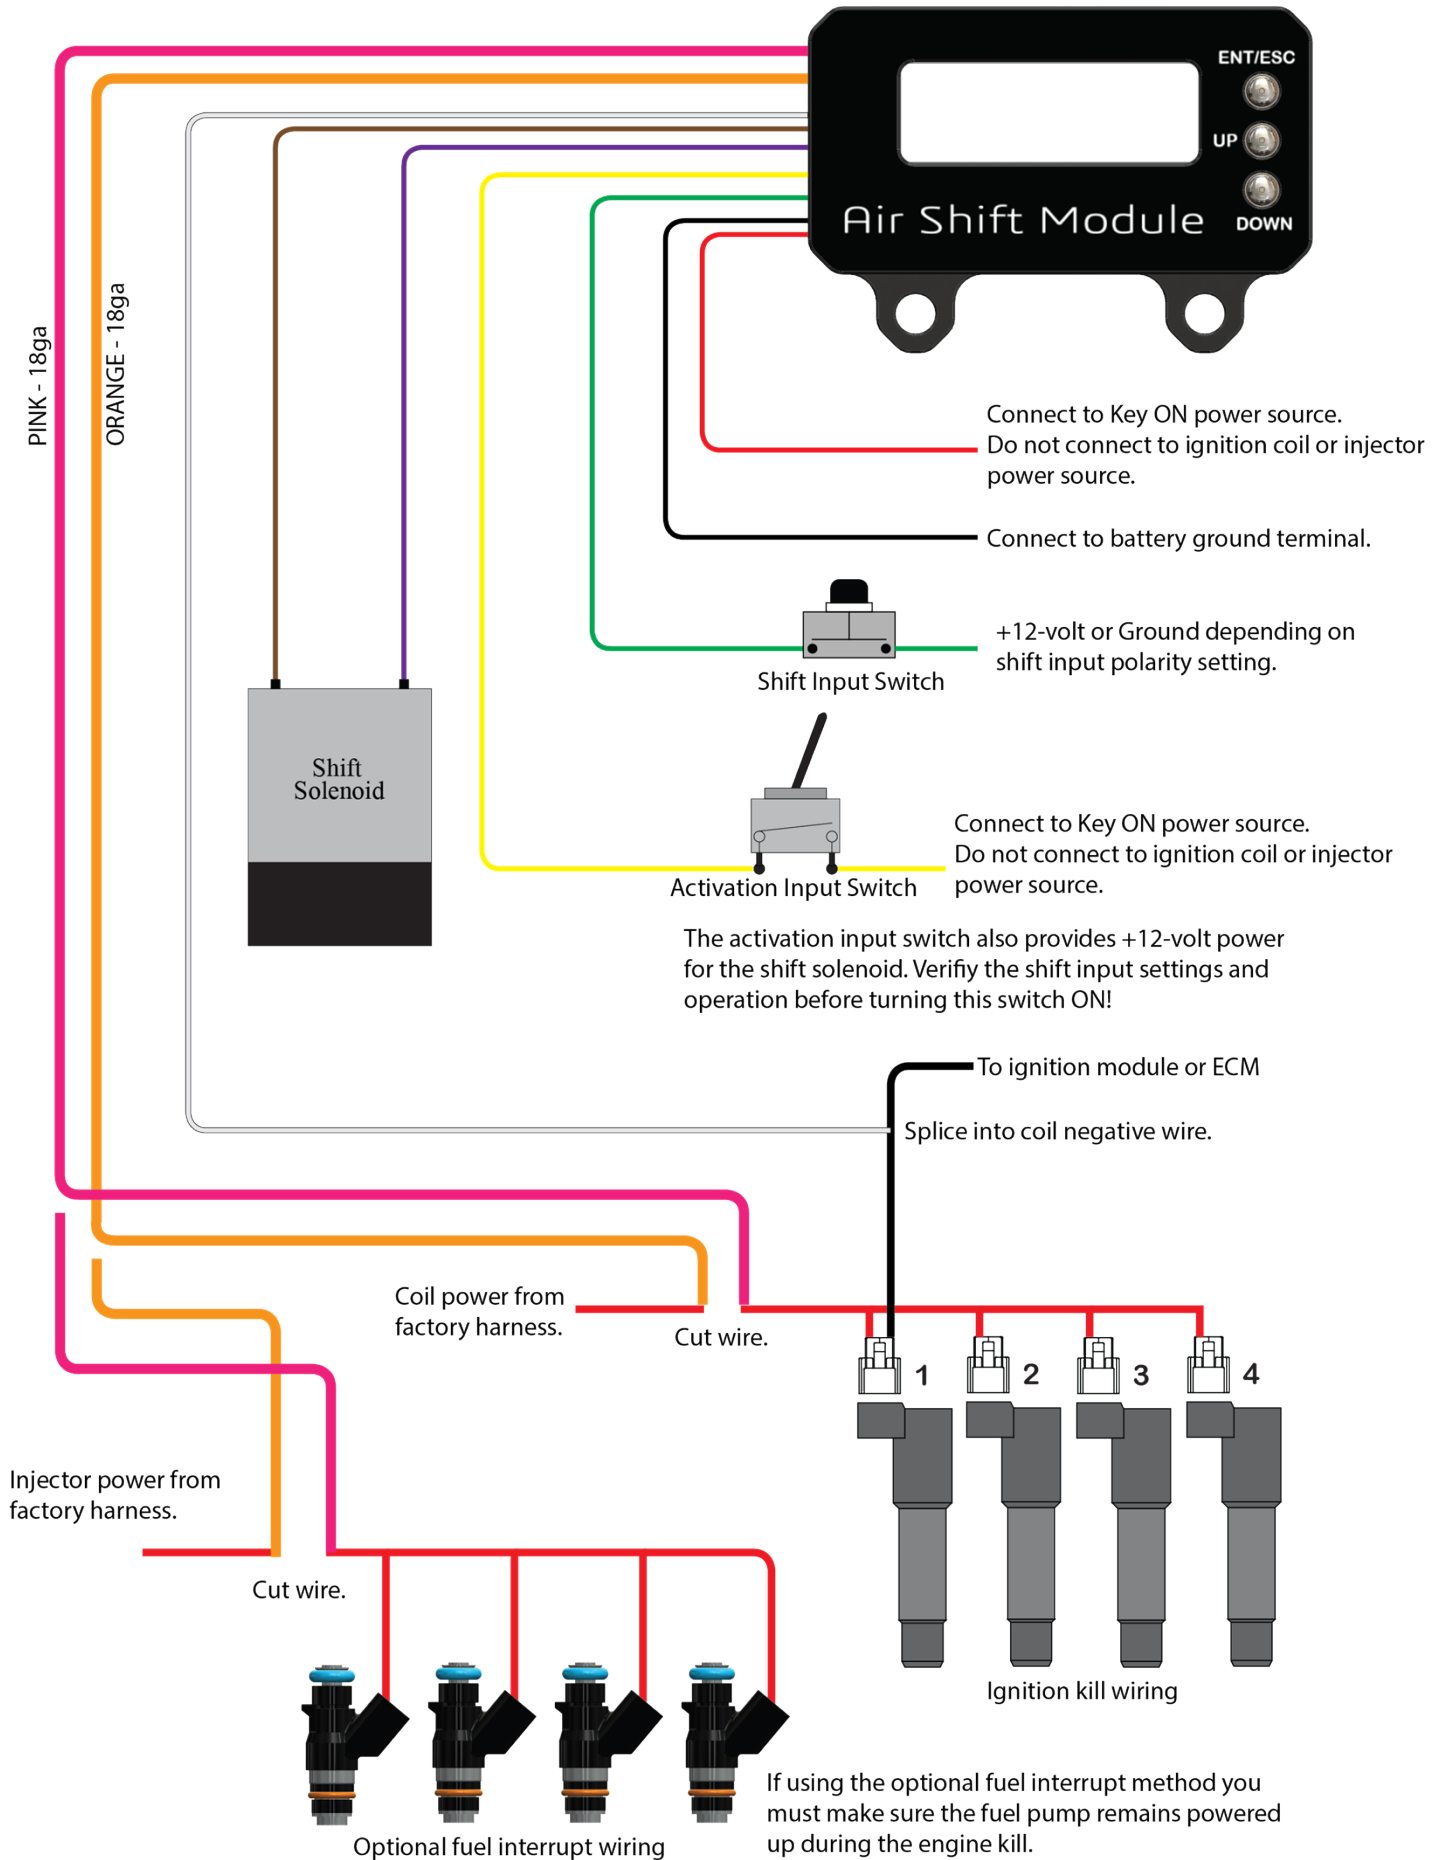 ENT/ESC
UP
Air Shift Module
DOWN
PINK - 18ga
ORANGE - 18ga
Connect to Key ON power source.
Do not connect to ignition coil or injector
power source.
Connect to battery ground terminal.
+12-volt or Ground depending on
shift input polarity setting.
Shift Input Switch
Shift
Solenoid
Connect to Key ON power source.
Do not connect to ignition coil or injector
power source.
Activation Input Switch
The activation input switch also provides +12-volt power
for the shift solenoid. Verifiy the shift input settings and
operation before turning this switch ON!
To ignition module or ECM
Splice into coil negative wire.
Coil power from
factory harness.
Cut wire.
1
2
3
4
Injector power from
factory harness.
Cut wire.
Ignition kill wiring
If using the optional fuel interrupt method you
must make sure the fuel pump remains powered
up during the engine kill.
Optional fuel interrupt wiring